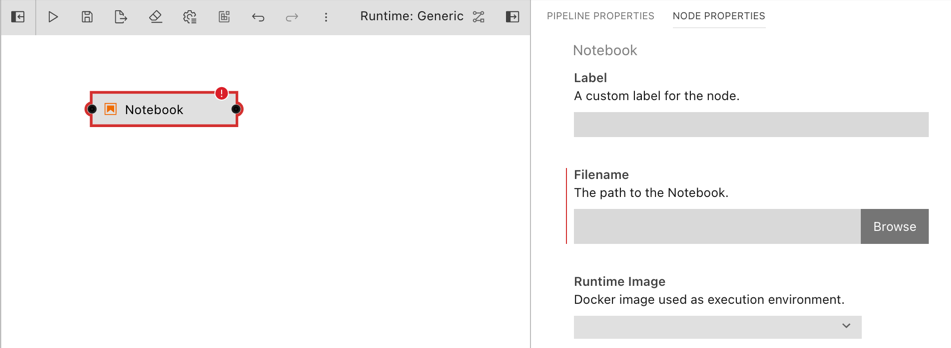 Runtime: Generic
PIPELINE PROPERTIES NODE PROPERTIES
Notebook
Notebook
Label
A custom label for the node.
Filename
The path to the Notebook.
Browse
Runtime Image
Docker image used as execution environment.